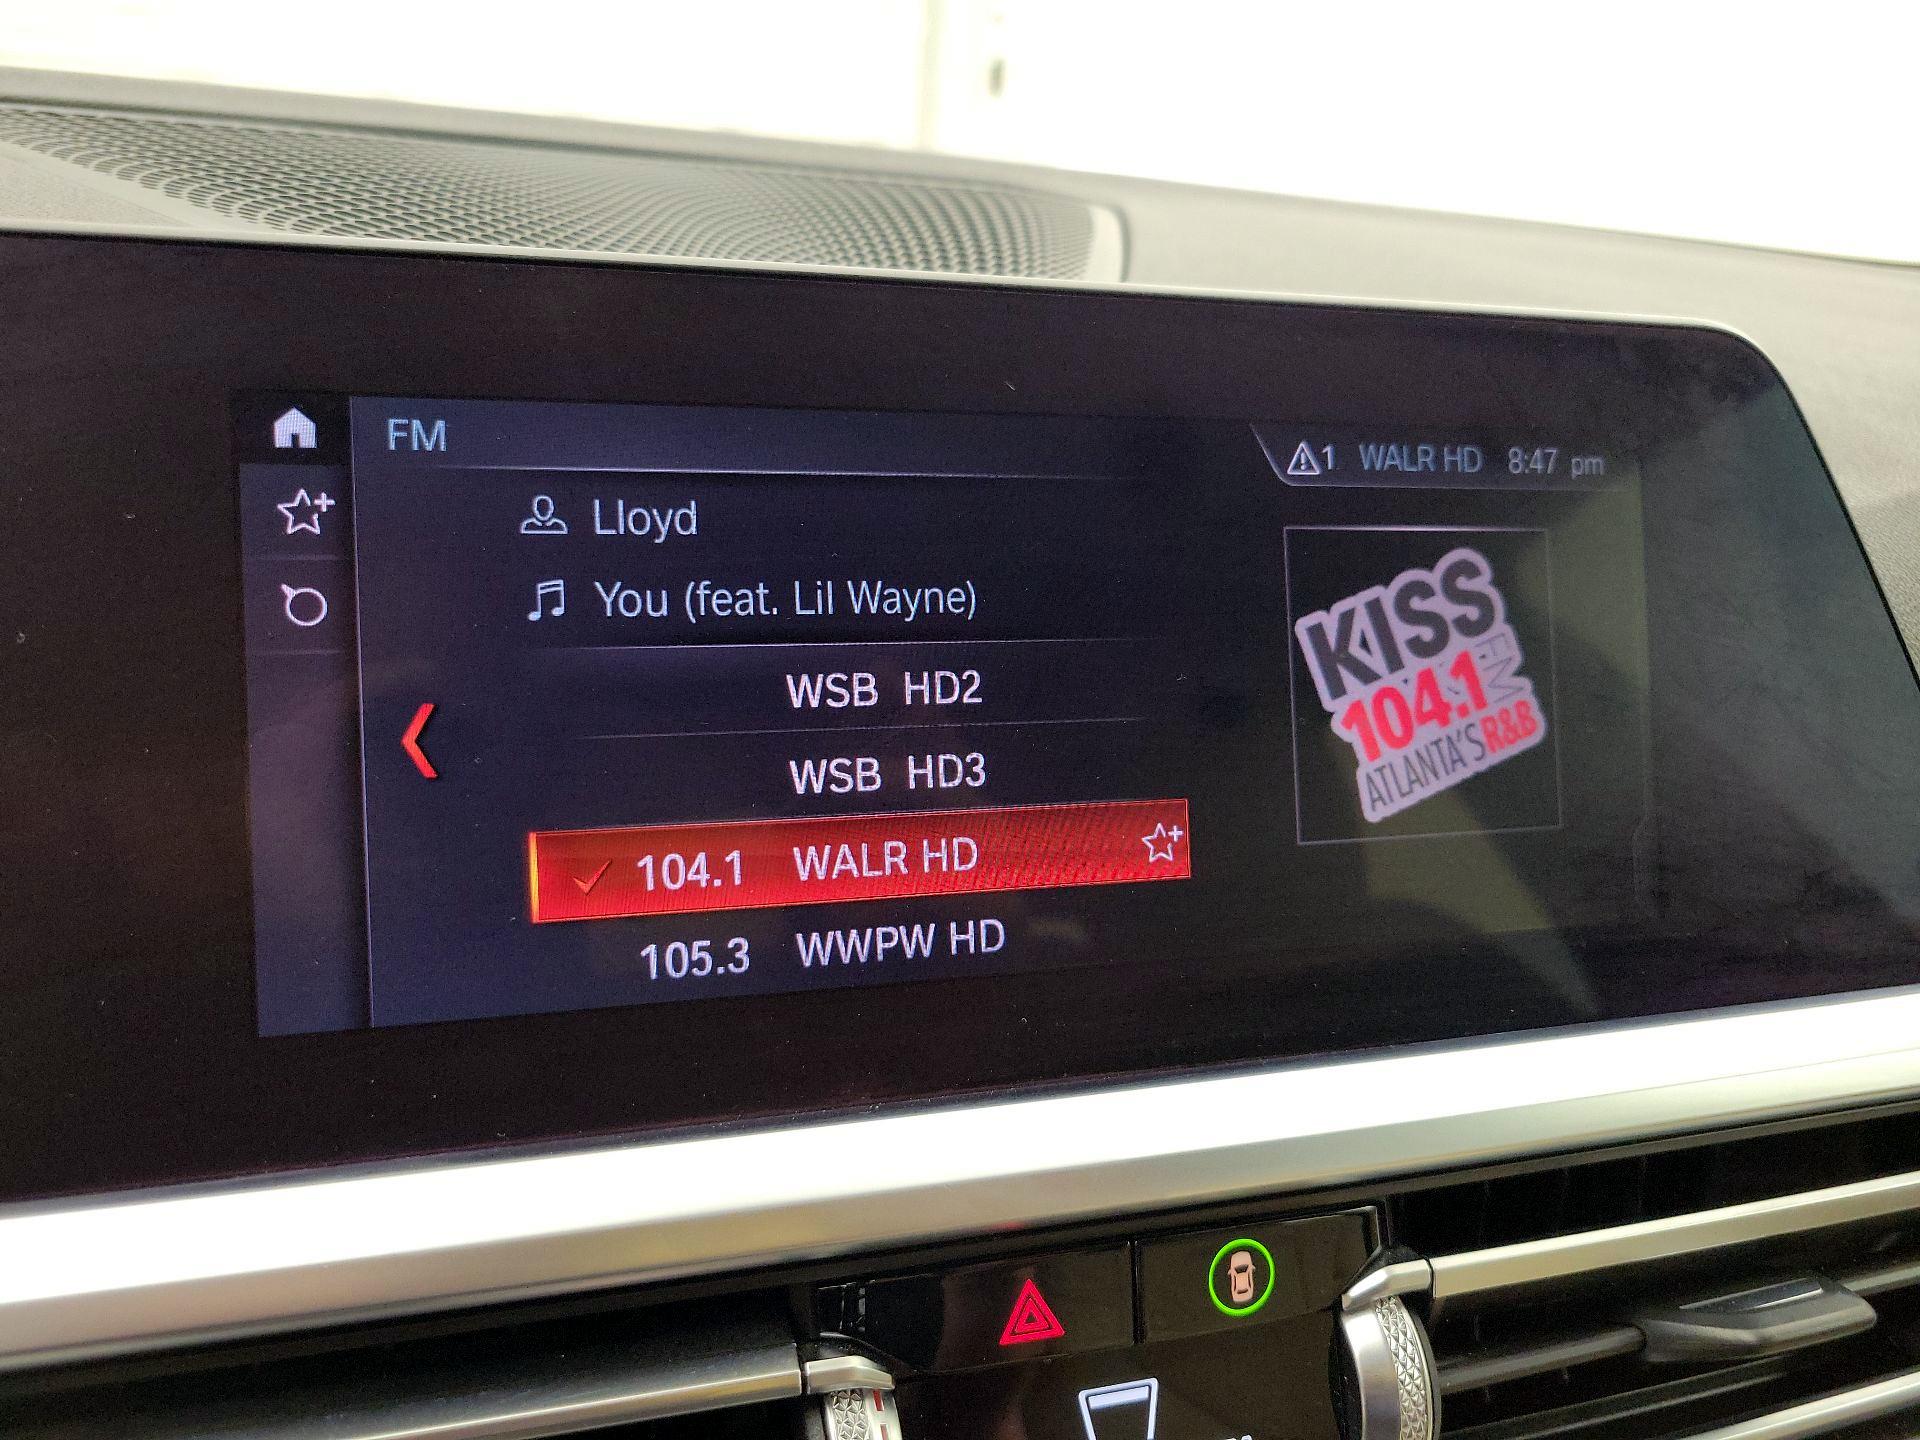 FM
1 WALR HD 8:47 pm
Lloyd
You (feat. Lil Wayne)
WSB HD2
WSB HD3
104.1 WALR HD
105.3 WWPW HD
KISS
FM
104.1
ATLANTA'S R&B